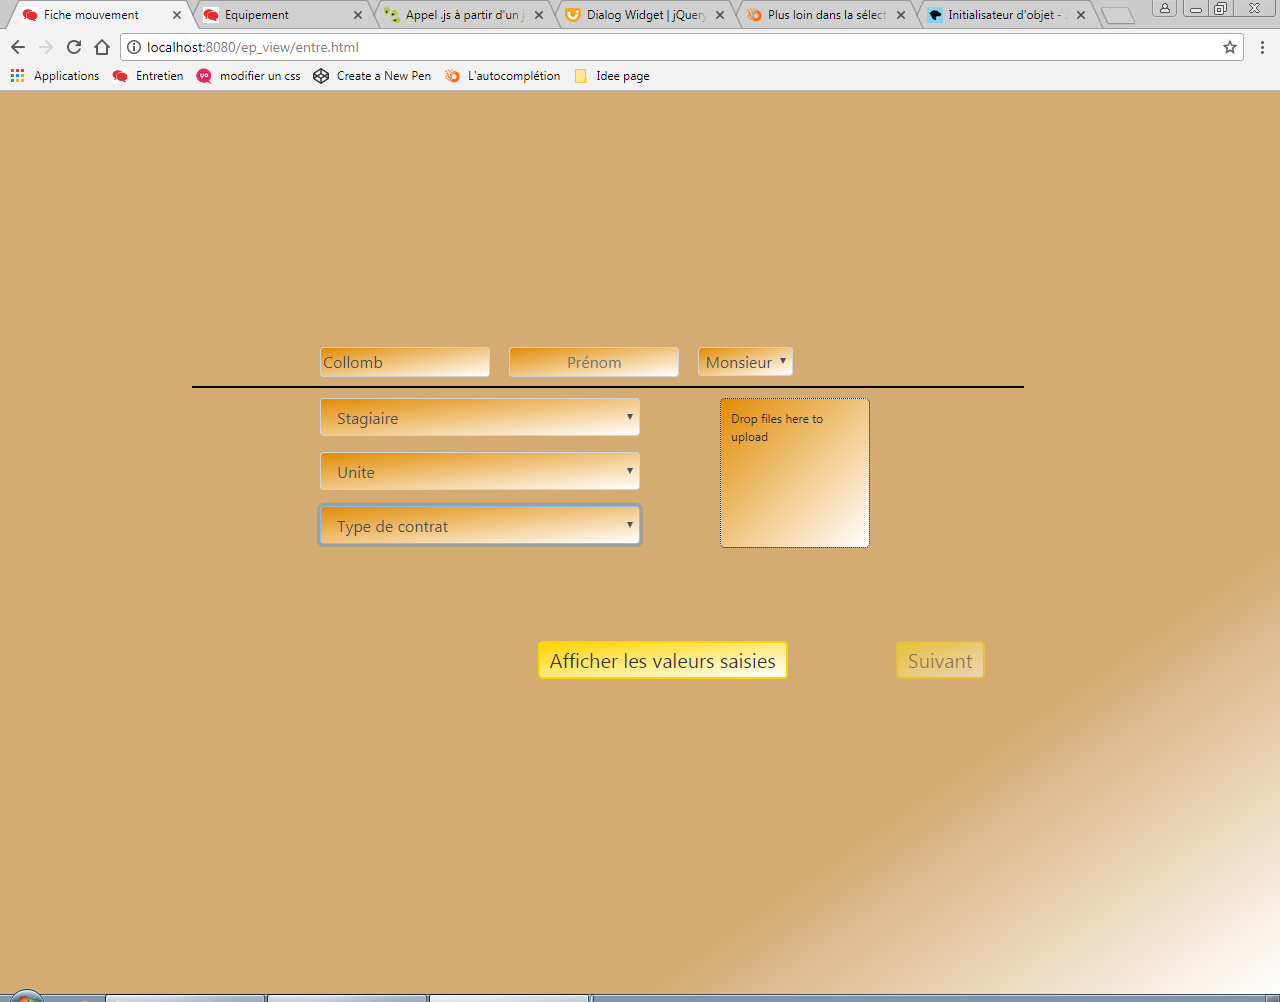 Fiche mouvement
Equipement
Appel .js à partir d'un j
Dialog Widget | jQuery
Plus loin dans la sélect
Initialisateur d'objet -
localhost:8080/ep_view/entre.html
Applications
Entretien
modifier un css
Create a New Pen
L'autocomplétion
Idee page
Collomb
Prénom
Monsieur
Stagiaire
Drop files here to
upload
Unite
Type de contrat
Afficher les valeurs saisies
Suivant